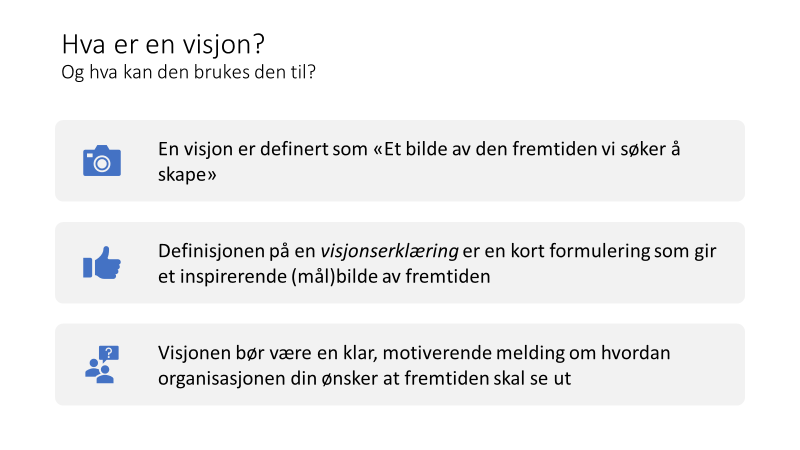 Hva er en visjon?
Og hva kan den brukes den til?
En visjon er definert som «Et bilde av den fremtiden vi søker å
skape»
Definisjonen på en visjonserklæring er en kort formulering som gir
et inspirerende (mål)bilde av fremtiden
?
Visjonen bør være en klar, motiverende melding om hvordan
organisasjonen din ønsker at fremtiden skal se ut